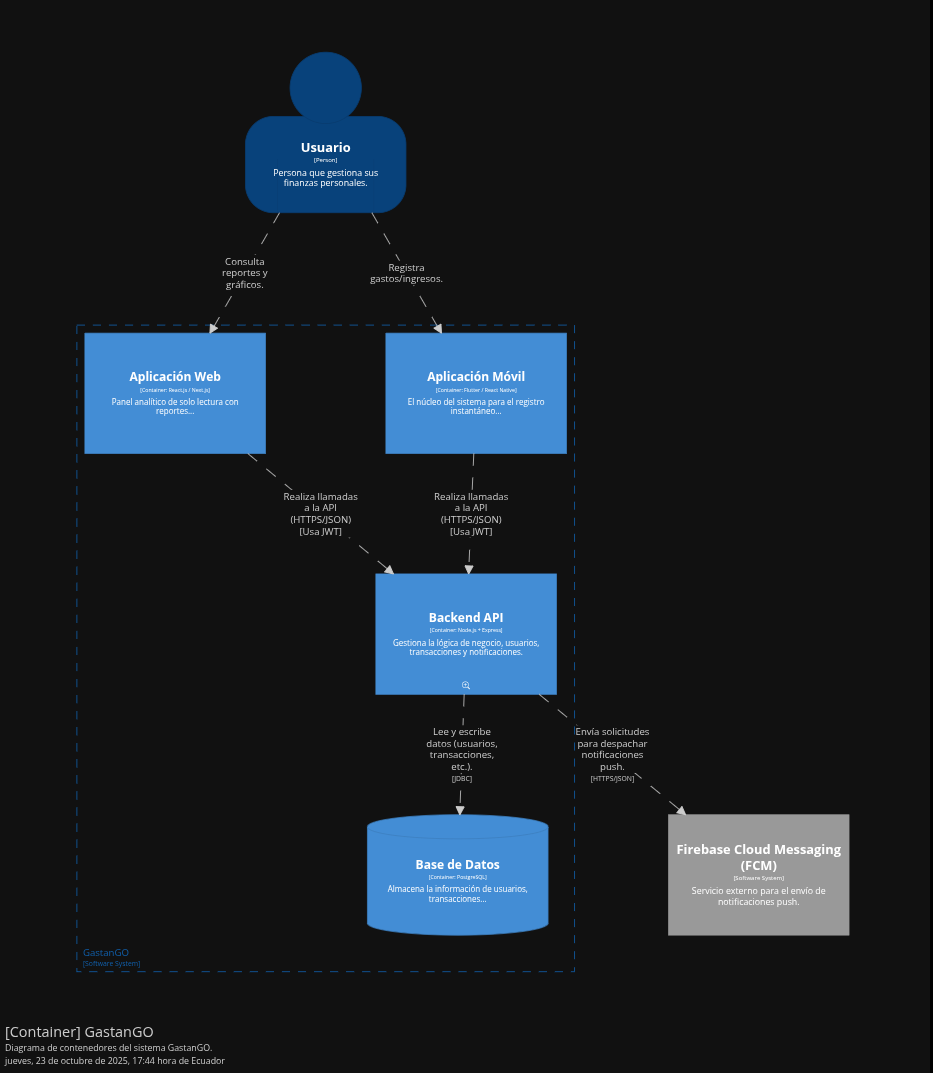 Usuario
[Person]
Persona que gestiona sus
finanzas personales.
Consulta
reportes y
gráficos.
Registra
gastos/ingresos.
Aplicación Web
[Container: React.js / Next.js]
Panel analítico de solo lectura con
reportes...
Aplicación Móvil
[Container: Flutter / React Native]
El núcleo del sistema para el registro
instantáneo...
Realiza llamadas
a la API
(HTTPS/JSON)
[Usa JWT]
Realiza llamadas
a la API
(HTTPS/JSON)
[Usa JWT]
Backend API
[Container: Node.js + Express]
Gestiona la lógica de negocio, usuarios,
transacciones y notificaciones.
Lee y escribe
datos (usuarios,
transacciones,
etc.).
[JDBC]
Envía solicitudes
para despachar
notificaciones
push.
[HTTPS/JSON]
Base de Datos
[Container: PostgreSQL]
Almacena la información de usuarios,
transacciones...
Firebase Cloud Messaging
(FCM)
[Software System]
Servicio externo para el envío de
notificaciones push.
GastanGO
[Software System]
[Container] GastanGO
Diagrama de contenedores del sistema GastanGO.
jueves, 23 de octubre de 2025, 17:44 hora de Ecuador